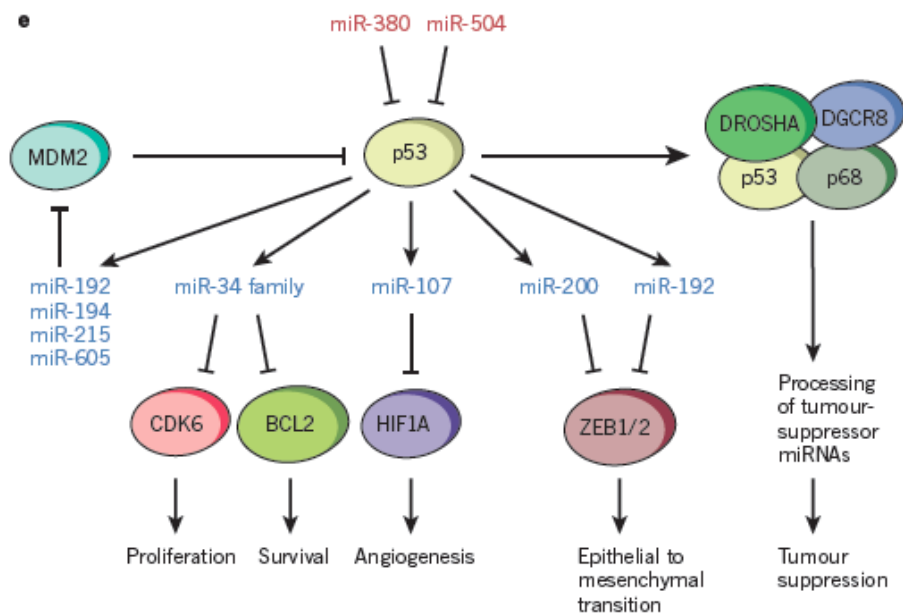 e
miR-380 miR-504
MDM2
p53
DROSHA
DGCR8
p53
p68
miR-192
miR-194
miR-215
miR-605
miR-34 family
miR-107
miR-200
miR-192
CDK6
BCL2
HIF1A
ZEB1/2
Processing
of tumour-
suppressor
miRNAs
Proliferation
Survival
Angiogenesis
Epithelial to
mesenchymal
transition
Tumour
suppression